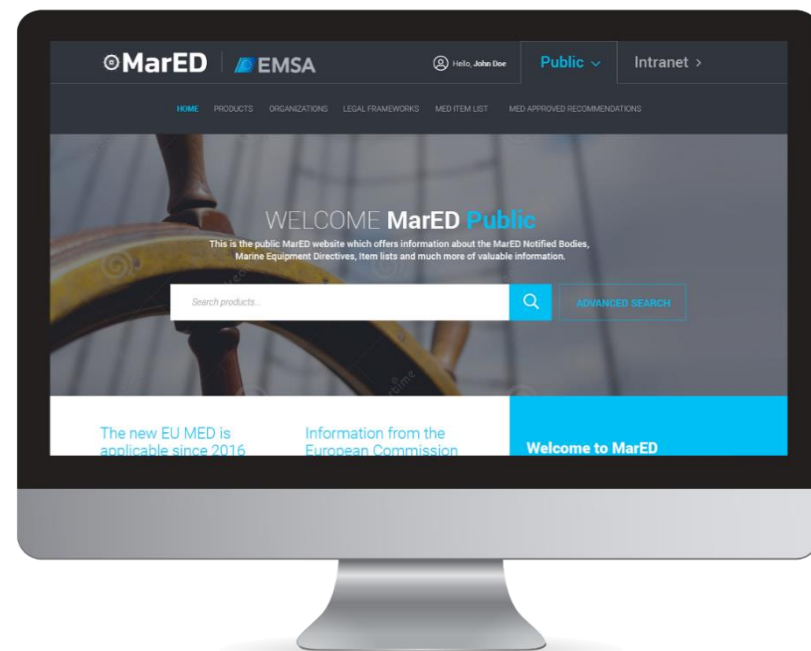 MarED EMSA Hello, John Doe Public Intranet >
HOME PRODUCTS ORGANIZATIONS LEGAL FRAMEWORKS MED ITEM LIST MED APPROVED RECOMMENDATIONS
WELCOME MarED Public
This is the public MarED website which offers information about the MarED Notified Bodies,
Marine Equipment Directives, Item lists and much more of valuable information.
Search products...
ADVANCED SEARCH
The new EU MED is
applicable since 2016
Information from the
European Commission
Welcome to MarED